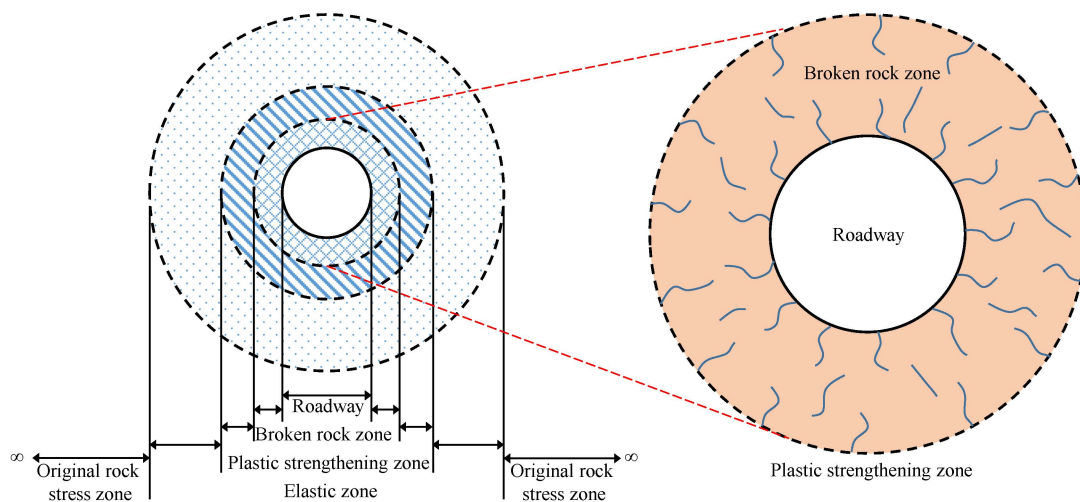 Roadway
Broken rock zone
Plastic strengthening zone
Elastic zone
∞
Original rock
stress zone
Original rock
stress zone
∞
Broken rock zone
Roadway
Plastic strengthening zone